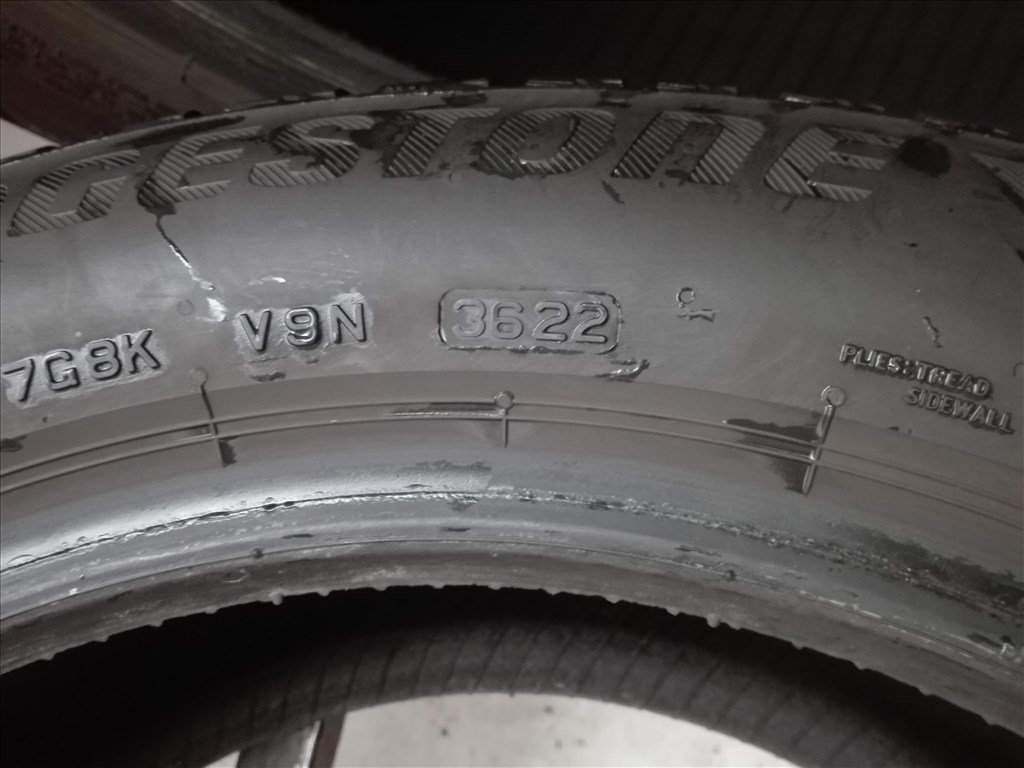 GESTONE
7G8K V9N 3622
PLIES:TREAD
SIDEWALL